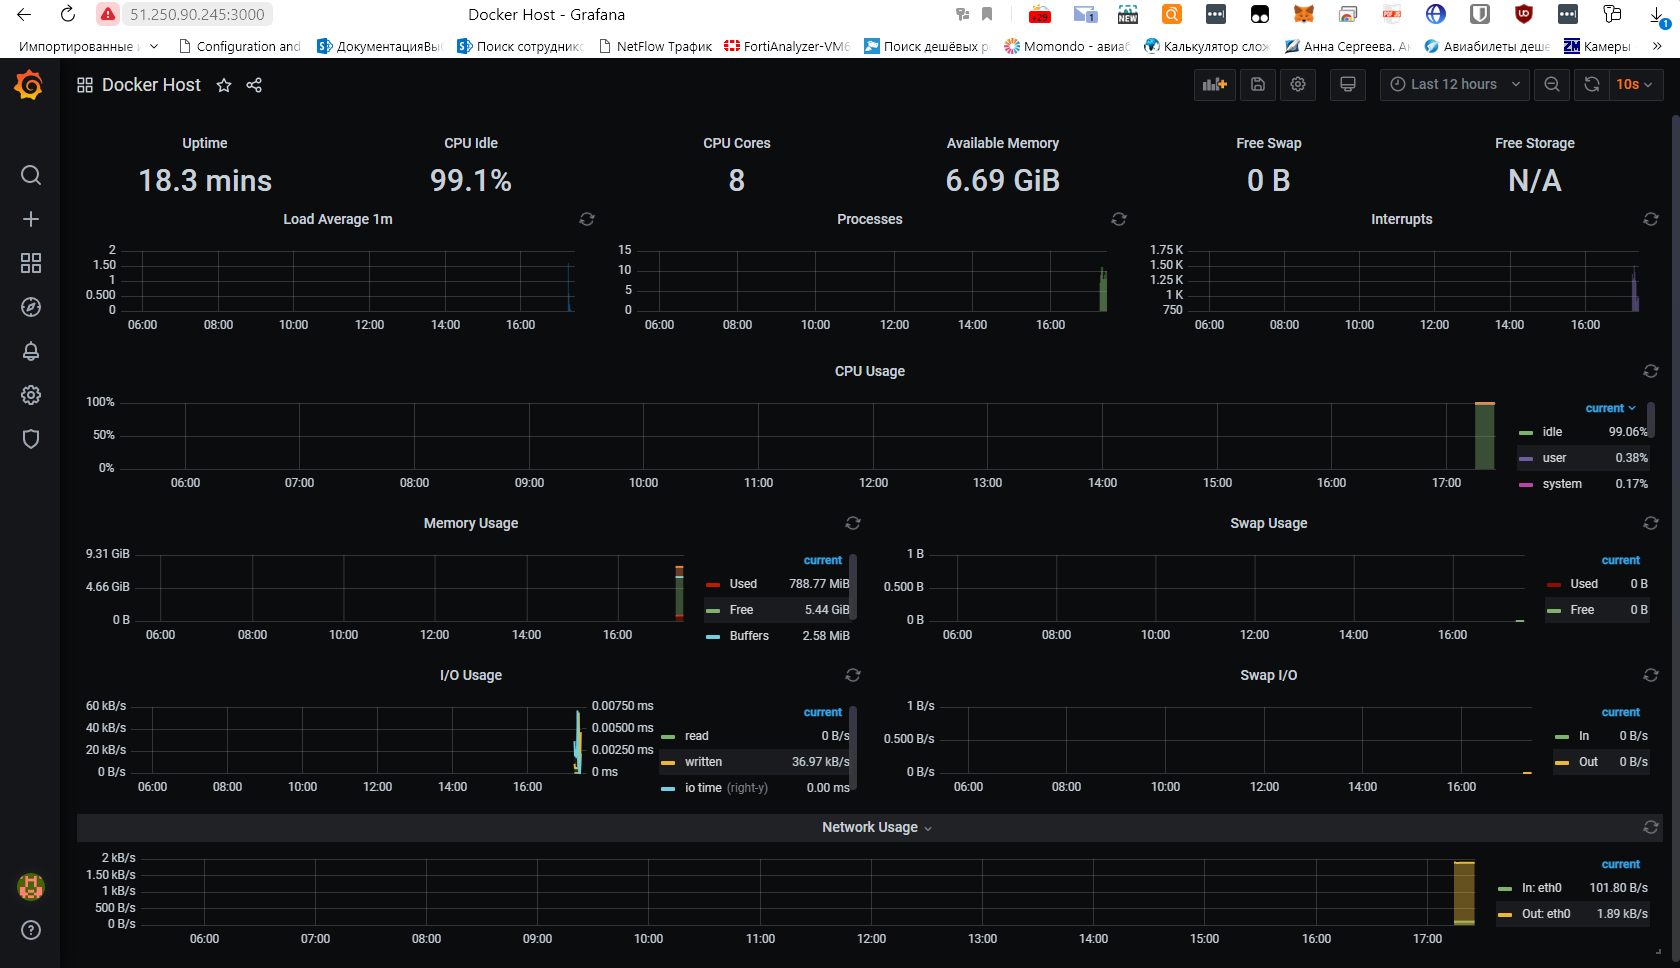 51.250.90.245:3000
Docker Host - Grafana
+29
1
NEW
1
Импортированные
Configuration and
ДокументацияВы
Поиск сотрудник
NetFlow Трафик
FortiAnalyzer-VM6
Поиск дешёвых
Momondo - авиа
Калькулятор слож
Анна Сергеева. А
Авиабилеты деше
Камеры
Docker Host
Last 12 hours
10s
Uptime
CPU Idle
CPU Cores
Available Memory
Free Swap
Free Storage
18.3 mins
99.1%
8
6.69 GiB
0 B
N/A
Load Average 1m
2
1.50
1
0.500
0
06:00 08:00 10:00 12:00 14:00 16:00
Processes
15
10
5
0
06:00 08:00 10:00 12:00 14:00 16:00
Interrupts
1.75 K
1.50 K
1.25 K
1 K
750
06:00 08:00 10:00 12:00 14:00 16:00
CPU Usage
100%
50%
0%
06:00 07:00 08:00 09:00 10:00 11:00 12:00 13:00 14:00 15:00 16:00 17:00
current
idle 99.06%
user 0.38%
system 0.17%
Memory Usage
9.31 GiB
4.66 GiB
0 B
06:00 08:00 10:00 12:00 14:00 16:00
current
Used 788.77 MiB
Free 5.44 GiB
Buffers 2.58 MiB
Swap Usage
1 B
0.500 B
0 B
06:00 08:00 10:00 12:00 14:00 16:00
current
Used 0 B
Free 0 B
I/O Usage
60 kB/s
40 kB/s
20 kB/s
0 B/s
0.00750 ms
0.00500 ms
0.00250 ms
0 ms
06:00 08:00 10:00 12:00 14:00 16:00
current
read 0 B/s
written 36.97 kB/s
io time (right-y) 0.00 ms
Swap I/O
1 B/s
0.500 B/s
0 B/s
06:00 08:00 10:00 12:00 14:00 16:00
current
In 0 B/s
Out 0 B/s
Network Usage
2 kB/s
1.50 kB/s
1 kB/s
500 B/s
0 B/s
06:00 07:00 08:00 09:00 10:00 11:00 12:00 13:00 14:00 15:00 16:00 17:00
current
In: eth0 101.80 B/s
Out: eth0 1.89 kB/s